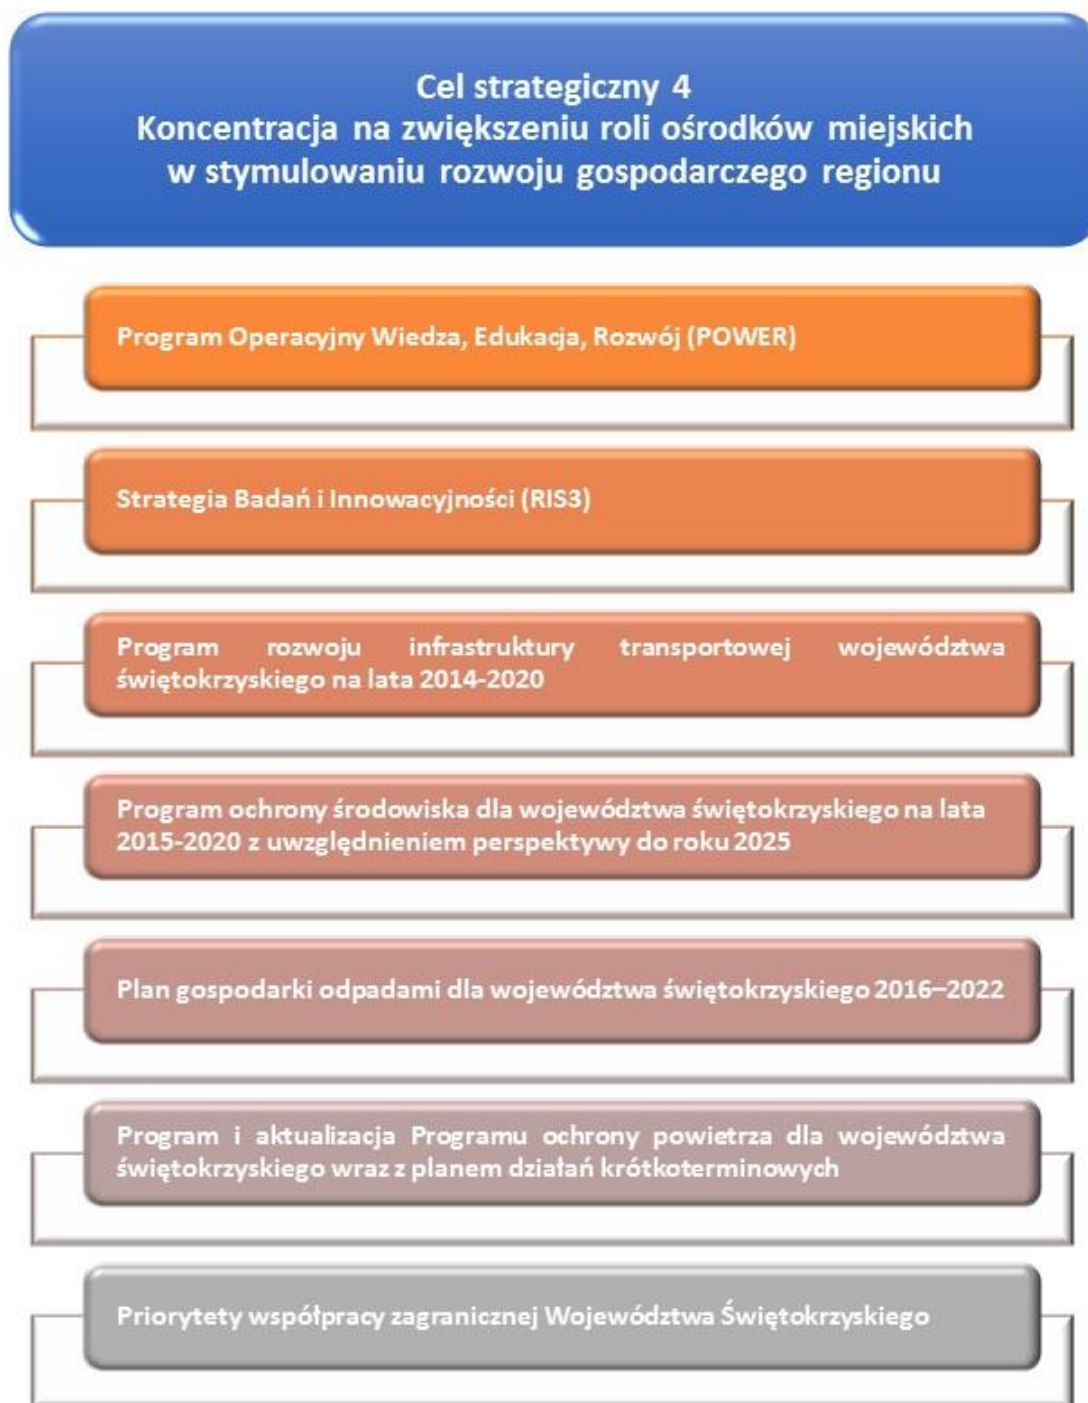 Cel strategiczny 4
Koncentracja na zwiększeniu roli ośrodków miejskich
w stymulowaniu rozwoju gospodarczego regionu
Program Operacyjny Wiedza, Edukacja, Rozwój (POWER)
Strategia Badań i Innowacyjności (RIS3)
Program rozwoju infrastruktury transportowej województwa
świętokrzyskiego na lata 2014-2020
Program ochrony środowiska dla województwa świętokrzyskiego na lata
2015-2020 z uwzględnieniem perspektywy do roku 2025
Plan gospodarki odpadami dla województwa świętokrzyskiego 2016–2022
Program i aktualizacja Programu ochrony powietrza dla województwa
świętokrzyskiego wraz z planem działań krótkoterminowych
Priorytety współpracy zagranicznej Województwa Świętokrzyskiego